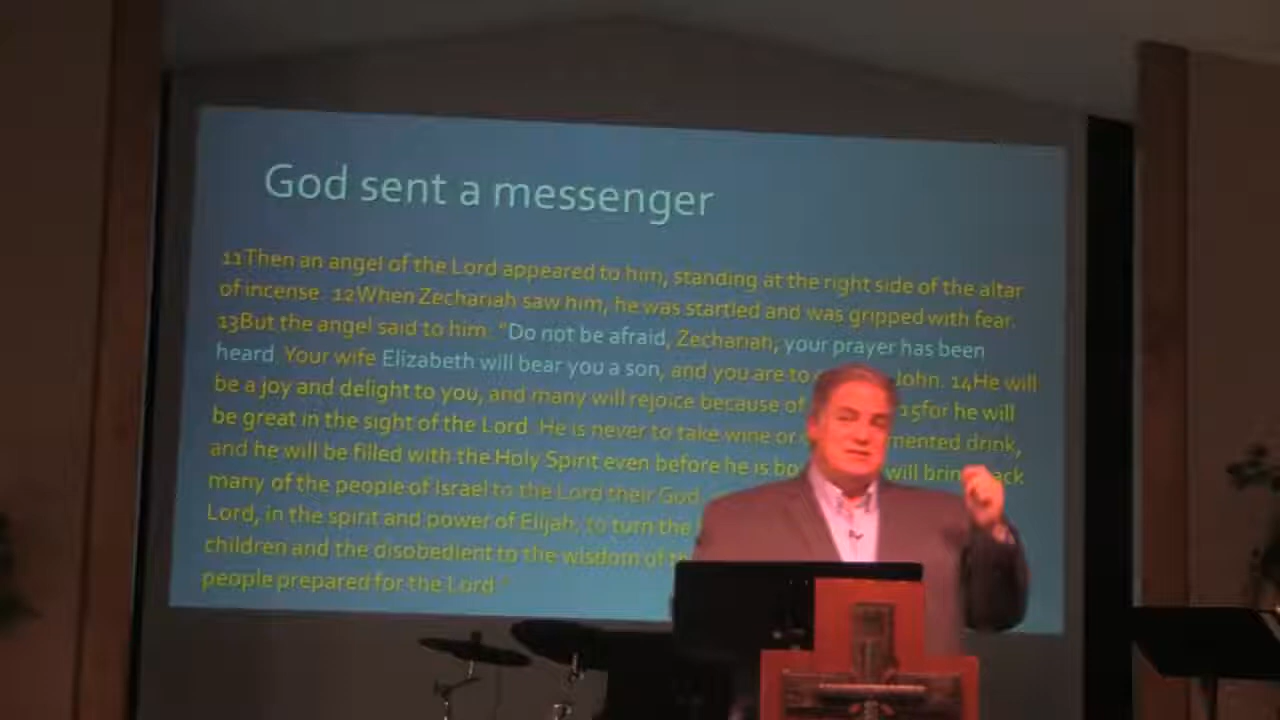 God sent a messenger
11Then an angel of the Lord appeared to him, standing at the right side of the altar
of incense. 12When Zechariah saw him, he was startled and was gripped with fear.
13But the angel said to him: "Do not be afraid, Zechariah; your prayer has been
heard. Your wife Elizabeth will bear you a son, and you are to John. 14He will
be a joy and delight to you, and many will rejoice because of 15for he will
be great in the sight of the Lord. He is never to take wine or drink,
and he will be filled with the Holy Spirit even before he is will bring back
many of the people of Israel to the Lord their God.
Lord, in the spirit and power of Elijah, to turn the
children and the disobedient to the wisdom of
people prepared for the Lord."